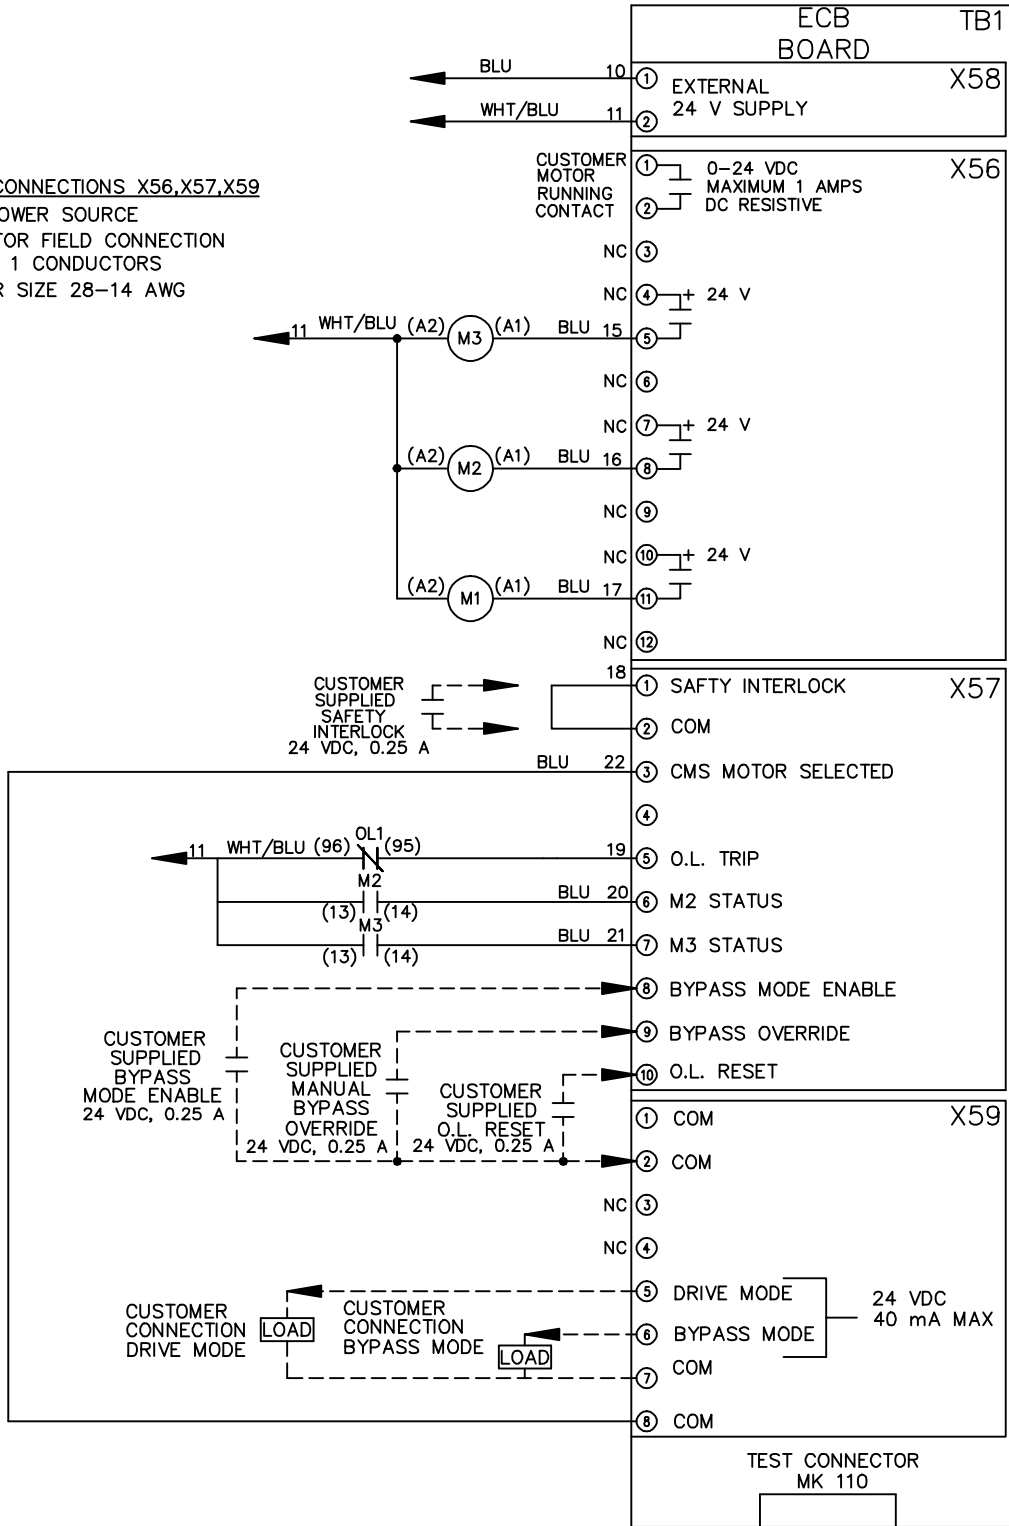 ECB TB1
BOARD
BLU 10 1 EXTERNAL X58
WHT/BLU 11 2 24 V SUPPLY
CONNECTIONS X56,X57,X59
OWER SOURCE
TOR FIELD CONNECTION
1 CONDUCTORS
R SIZE 28-14 AWG
CUSTOMER
MOTOR
RUNNING
CONTACT
1 0-24 VDC X56
MAXIMUM 1 AMPS
2 DC RESISTIVE
NC 3
NC 4 + 24 V
11 WHT/BLU (A2) M3 (A1) BLU 15 5
NC 6
NC 7 + 24 V
(A2) M2 (A1) BLU 16 8
NC 9
NC 10 + 24 V
(A2) M1 (A1) BLU 17 11
NC 12
CUSTOMER
SUPPLIED
SAFETY
INTERLOCK
24 VDC, 0.25 A
18 1 SAFTY INTERLOCK X57
2 COM
BLU 22 3 CMS MOTOR SELECTED
4
OL1
11 WHT/BLU (96) (95) 19 5 O.L. TRIP
M2
(13) (14) BLU 20 6 M2 STATUS
M3
(13) (14) BLU 21 7 M3 STATUS
8 BYPASS MODE ENABLE
9 BYPASS OVERRIDE
10 O.L. RESET
CUSTOMER
SUPPLIED
BYPASS
MODE ENABLE
24 VDC, 0.25 A
CUSTOMER
SUPPLIED
MANUAL
BYPASS
OVERRIDE
24 VDC, 0.25 A
CUSTOMER
SUPPLIED
O.L. RESET
24 VDC, 0.25 A
1 COM X59
2 COM
NC 3
NC 4
5 DRIVE MODE
6 BYPASS MODE
24 VDC
40 mA MAX
7 COM
CUSTOMER
CONNECTION
DRIVE MODE
LOAD
CUSTOMER
CONNECTION
BYPASS MODE
LOAD
8 COM
TEST CONNECTOR
MK 110